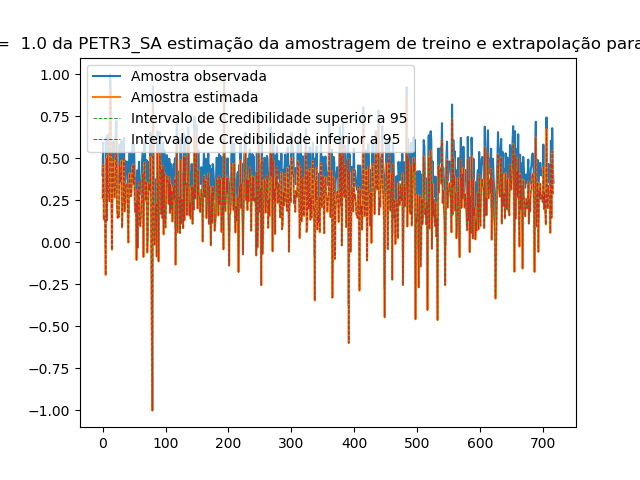 =  1.0 da PETR3_SA estimação da amostragem de treino e extrapolação para
Amostra observada
Amostra estimada
Intervalo de Credibilidade superior a 95
Intervalo de Credibilidade inferior a 95
1.00
0.75
0.50
0.25
0.00
−0.25
−0.50
−0.75
−1.00
0 100 200 300 400 500 600 700